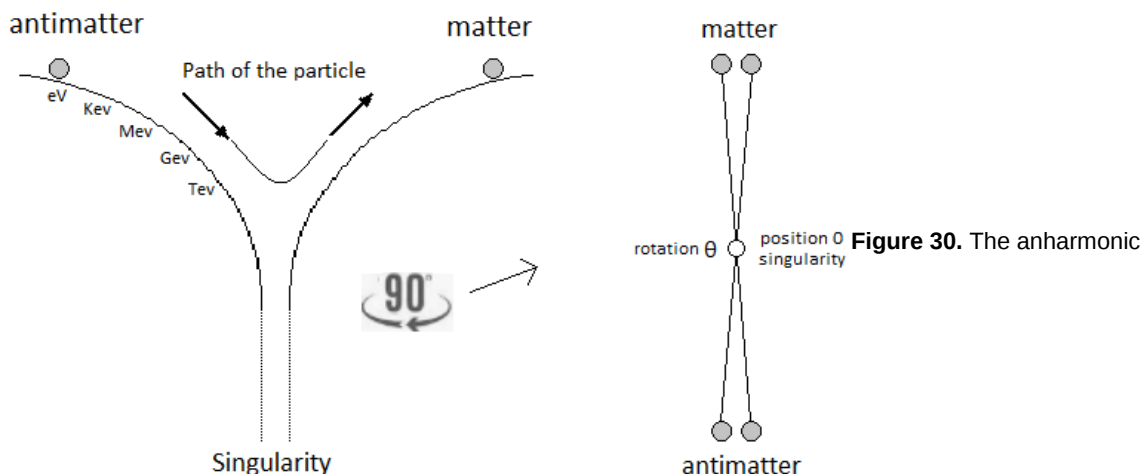 antimatter
matter
Path of the particle
eV
Kev
Mev
Gev
Tev
90°
Singularity
matter
rotation θ
position 0
singularity
Figure 30. The anharmonic
antimatter